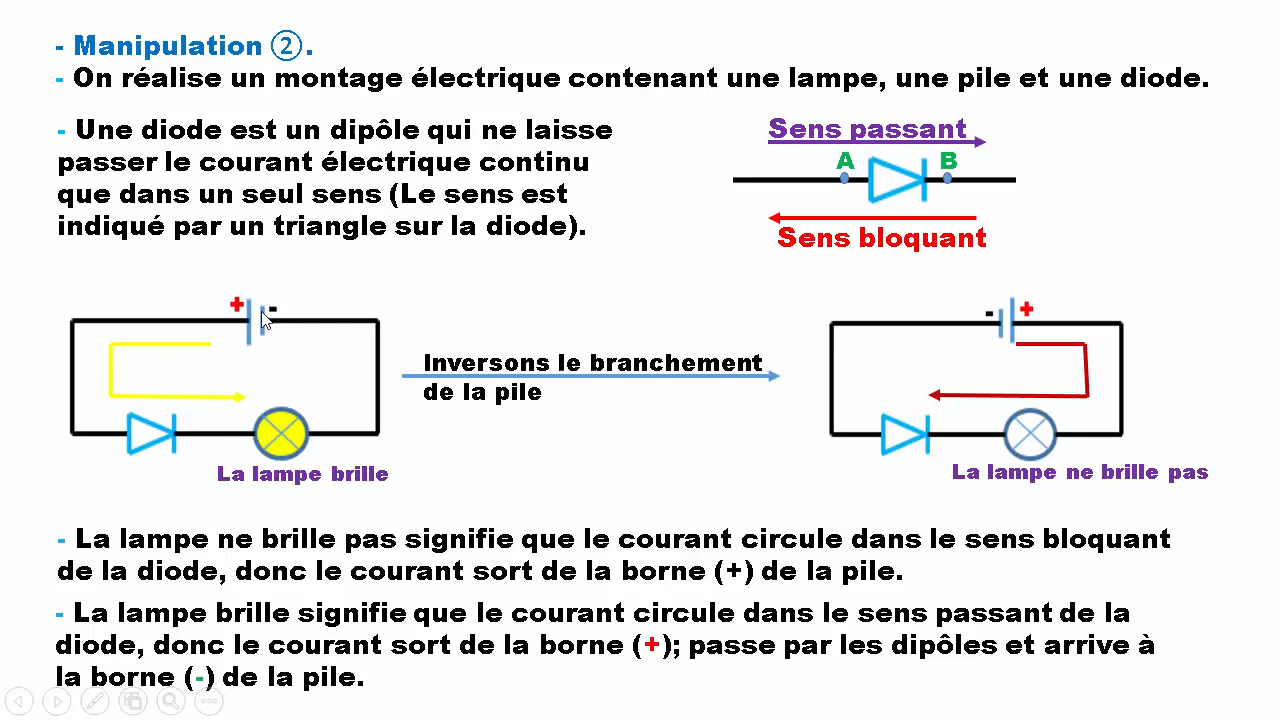 - Manipulation ②.
- On réalise un montage électrique contenant une lampe, une pile et une diode.
- Une diode est un dipôle qui ne laisse
passer le courant électrique continu
que dans un seul sens (Le sens est
indiqué par un triangle sur la diode).
Sens passant
A B
Sens bloquant
+ -
- +
Inversons le branchement
de la pile
La lampe brille
La lampe ne brille pas
- La lampe ne brille pas signifie que le courant circule dans le sens bloquant
de la diode, donc le courant sort de la borne (+) de la pile.
- La lampe brille signifie que le courant circule dans le sens passant de la
diode, donc le courant sort de la borne (+); passe par les dipôles et arrive à
la borne (-) de la pile.